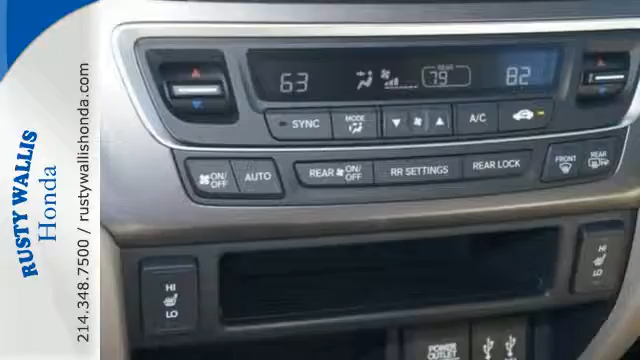 RUSTY WALLIS
Honda
214.348.7500 / rustywallishonda.com
63
REAR
79
82
SYNC
MODE
A/C
ON/OFF
AUTO
REAR ON/OFF
RR SETTINGS
REAR LOCK
FRONT
REAR
HI
LO
HI
LO
POWER
OUTLET